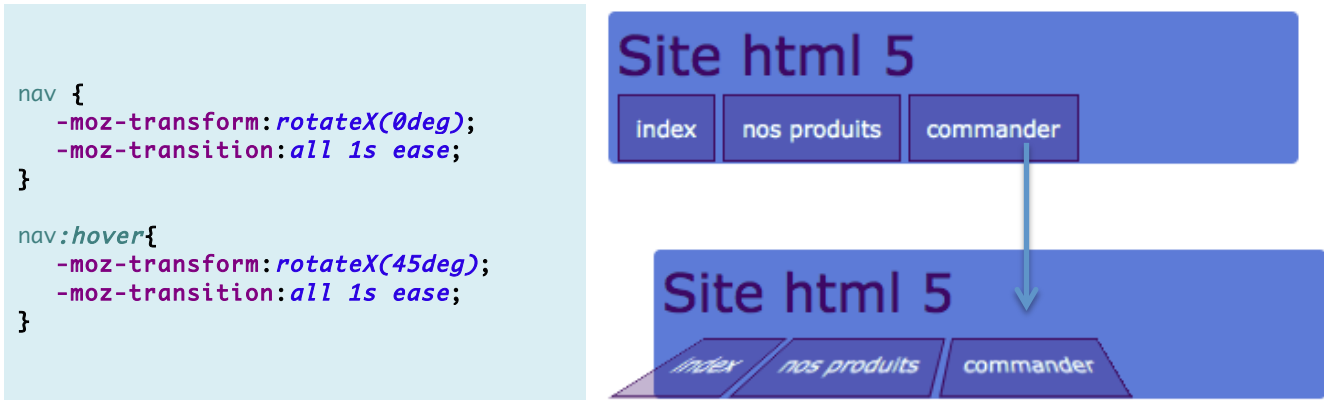 nav {
-moz-transform:rotateX(0deg);
-moz-transition:all 1s ease;
}
nav:hover{
-moz-transform:rotateX(45deg);
-moz-transition:all 1s ease;
}
Site html 5
index nos produits commander
Site html 5
index nos produits commander